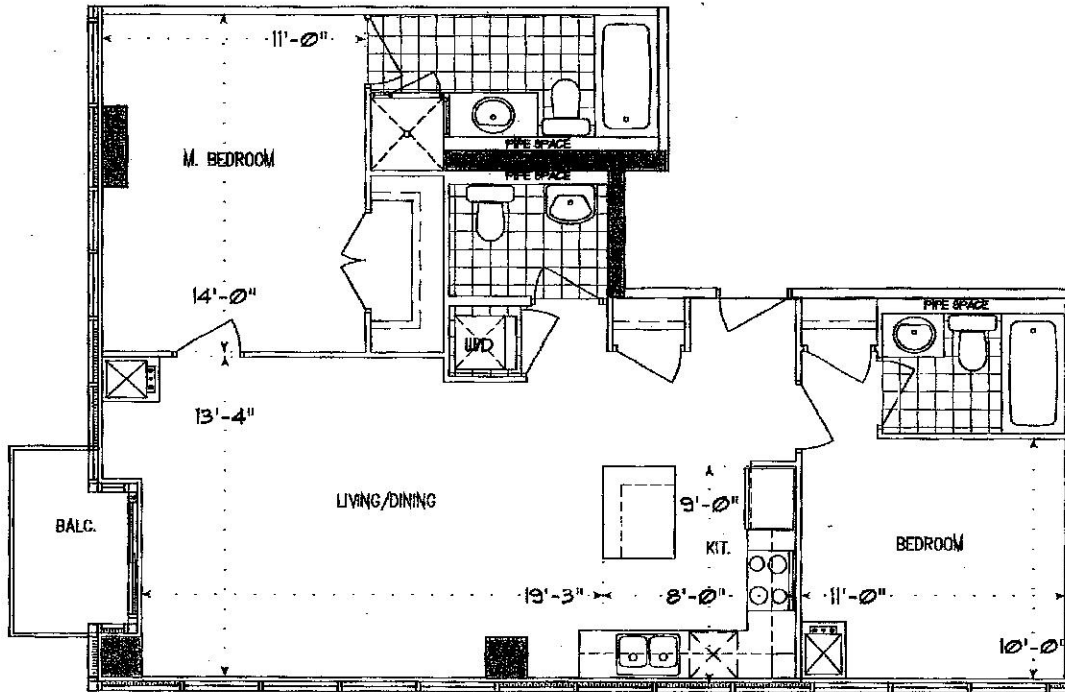 11'-0"
M. BEDROOM
PIPE SPACE
PIPE SPACE
14'-0"
PIPE SPACE
W/D
13'-4"
LIVING/DINING
9'-0"
BALC.
KIT.
BEDROOM
19'-3"
8'-0"
11'-0"
10'-0"